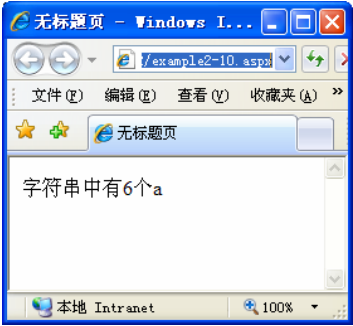 无标题页 - Windows I...
/example2-10.aspx
文件(F) 编辑(E) 查看(V) 收藏夹(A) »
无标题页
字符串中有6个a
本地 Intranet 100%